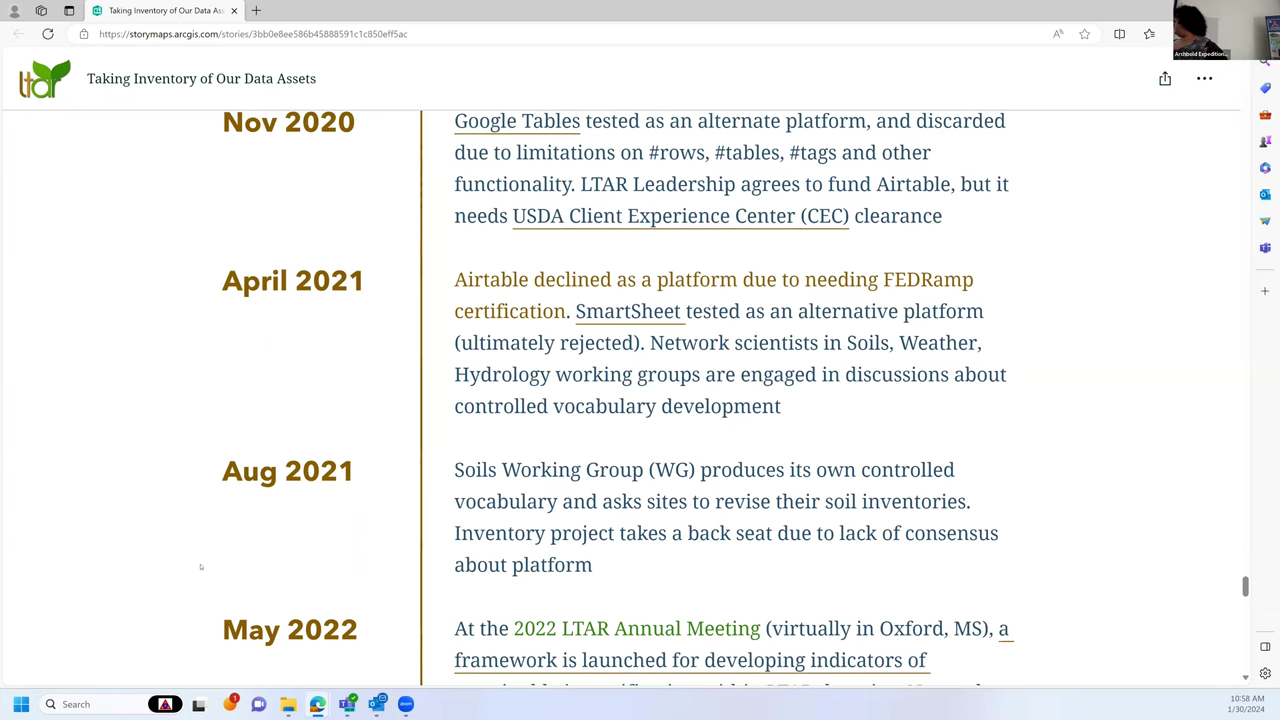 Taking Inventory of Our Data Ass
https://storymaps.arcgis.com/stories/3bb0e8ee586b45888591c1c850eff5ac
Archbold Expedition...
ltar
Taking Inventory of Our Data Assets
Nov 2020
Google Tables tested as an alternate platform, and discarded
due to limitations on #rows, #tables, #tags and other
functionality. LTAR Leadership agrees to fund Airtable, but it
needs USDA Client Experience Center (CEC) clearance
April 2021
Airtable declined as a platform due to needing FEDRamp
certification. SmartSheet tested as an alternative platform
(ultimately rejected). Network scientists in Soils, Weather,
Hydrology working groups are engaged in discussions about
controlled vocabulary development
Aug 2021
Soils Working Group (WG) produces its own controlled
vocabulary and asks sites to revise their soil inventories.
Inventory project takes a back seat due to lack of consensus
about platform
May 2022
At the 2022 LTAR Annual Meeting (virtually in Oxford, MS), a
framework is launched for developing indicators of
Search
10:58 AM
1/30/2024